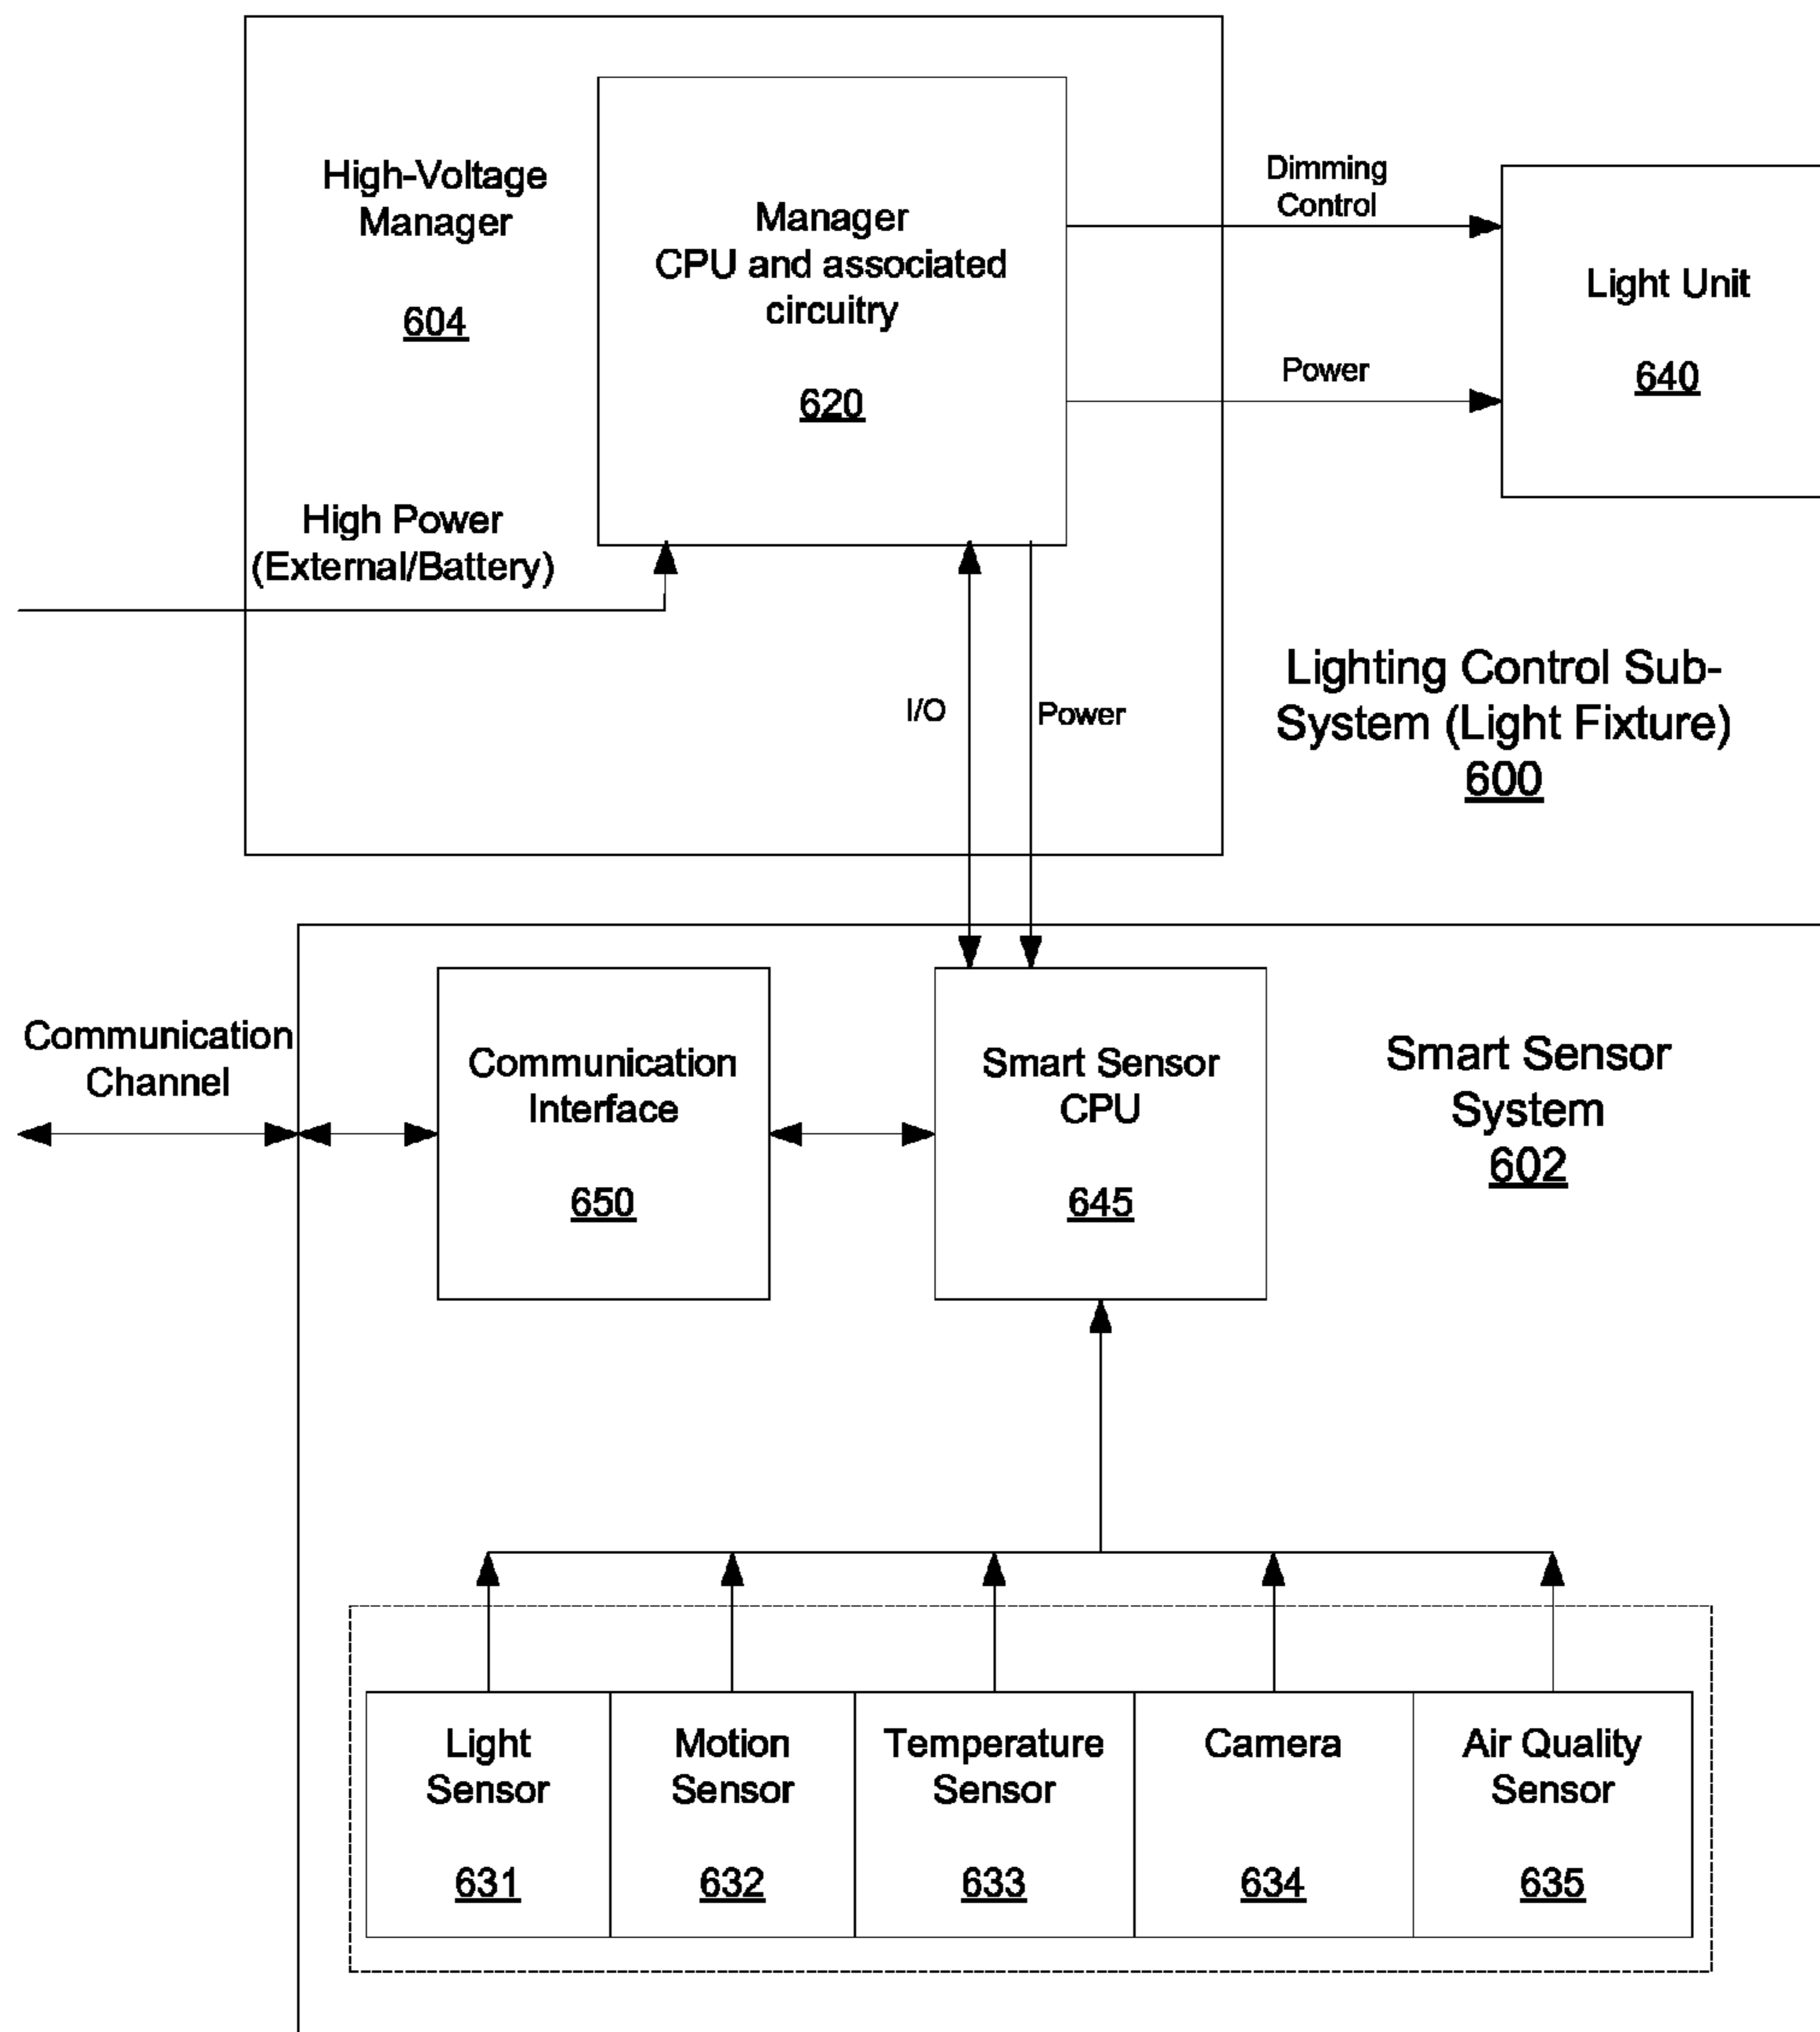 High-Voltage
Manager
604
Manager
CPU and associated
circuitry
620
Dimming
Control
Power
Light Unit
640
High Power
(External/Battery)
I/O
Power
Lighting Control Sub-
System (Light Fixture)
600
Communication
Channel
Communication
Interface
650
Smart Sensor
CPU
645
Smart Sensor
System
602
Light
Sensor
631
Motion
Sensor
632
Temperature
Sensor
633
Camera
634
Air Quality
Sensor
635